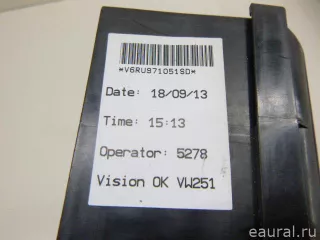 *V6RU971051SD*
Date: 18/09/13
Time: 15:13
Operator: 5278
Vision OK VW251
eaural.ru